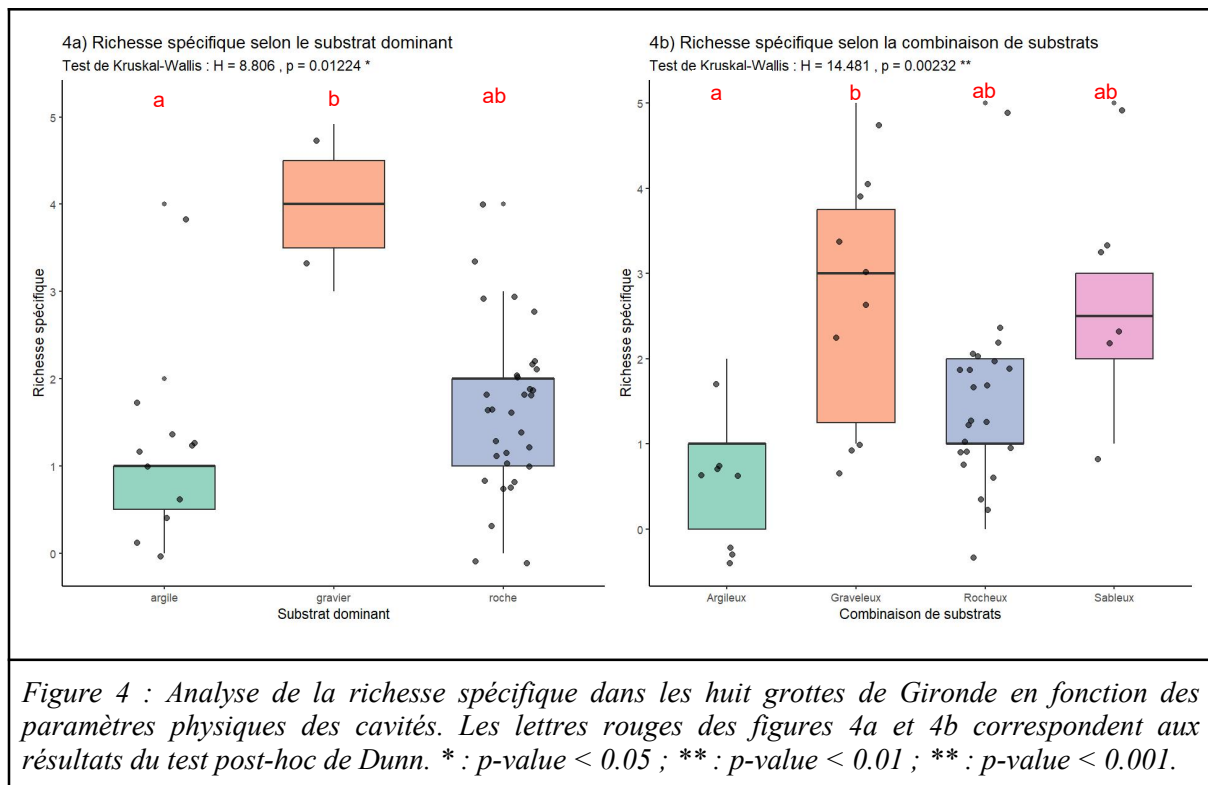 4a) Richesse spécifique selon le substrat dominant
Test de Kruskal-Wallis : H = 8.806 , p = 0.01224 *
a
b
ab
5
4
3
2
1
0
Richesse spécifique
argile
gravier
roche
Substrat dominant
4b) Richesse spécifique selon la combinaison de substrats
Test de Kruskal-Wallis : H = 14.481 , p = 0.00232 **
a
b
ab
ab
5
4
3
2
1
0
Richesse spécifique
Argileux
Graveleux
Rocheux
Sableux
Combinaison de substrats
Figure 4 : Analyse de la richesse spécifique dans les huit grottes de Gironde en fonction des
paramètres physiques des cavités. Les lettres rouges des figures 4a et 4b correspondent aux
résultats du test post-hoc de Dunn. * : p-value < 0.05 ; ** : p-value < 0.01 ; ** : p-value < 0.001.